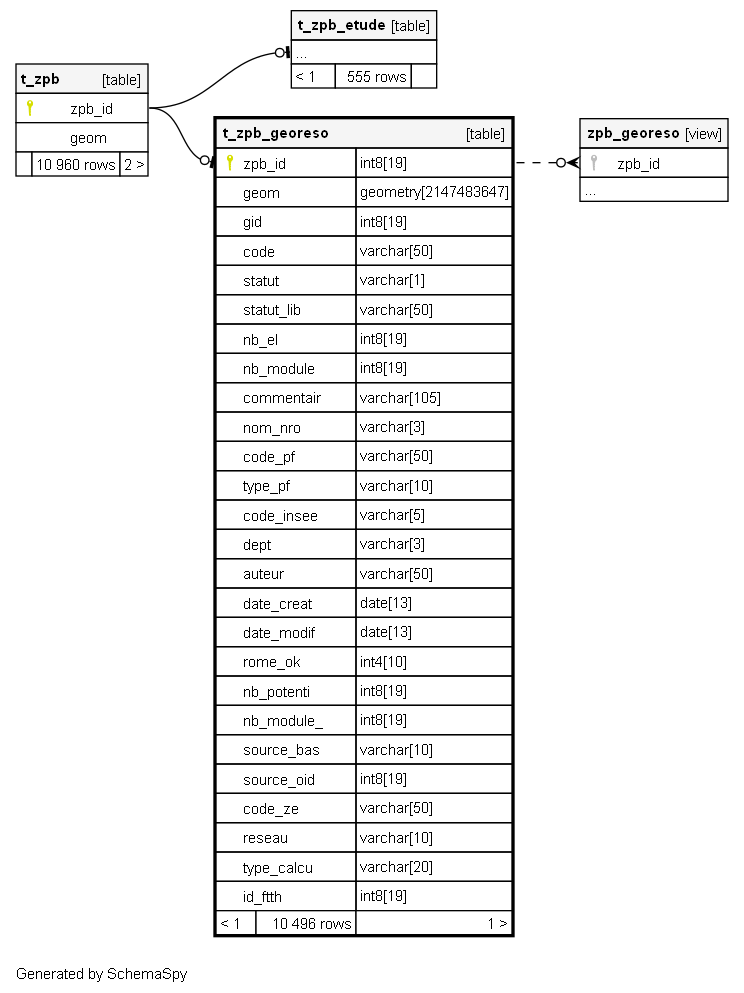 t_zpb_etude [table]
...
< 1 555 rows
t_zpb [table]
zpb_id
geom
10 960 rows 2 >
t_zpb_georeso [table]
zpb_id int8[19]
geom geometry[2147483647]
gid int8[19]
code varchar[50]
statut varchar[1]
statut_lib varchar[50]
nb_el int8[19]
nb_module int8[19]
commentair varchar[105]
nom_nro varchar[3]
code_pf varchar[50]
type_pf varchar[10]
code_insee varchar[5]
dept varchar[3]
auteur varchar[50]
date_creat date[13]
date_modif date[13]
rome_ok int4[10]
nb_potenti int8[19]
nb_module_ int8[19]
source_bas varchar[10]
source_oid int8[19]
code_ze varchar[50]
reseau varchar[10]
type_calcu varchar[20]
id_ftth int8[19]
< 1 10 496 rows 1 >
zpb_georeso [view]
zpb_id
...
Generated by SchemaSpy